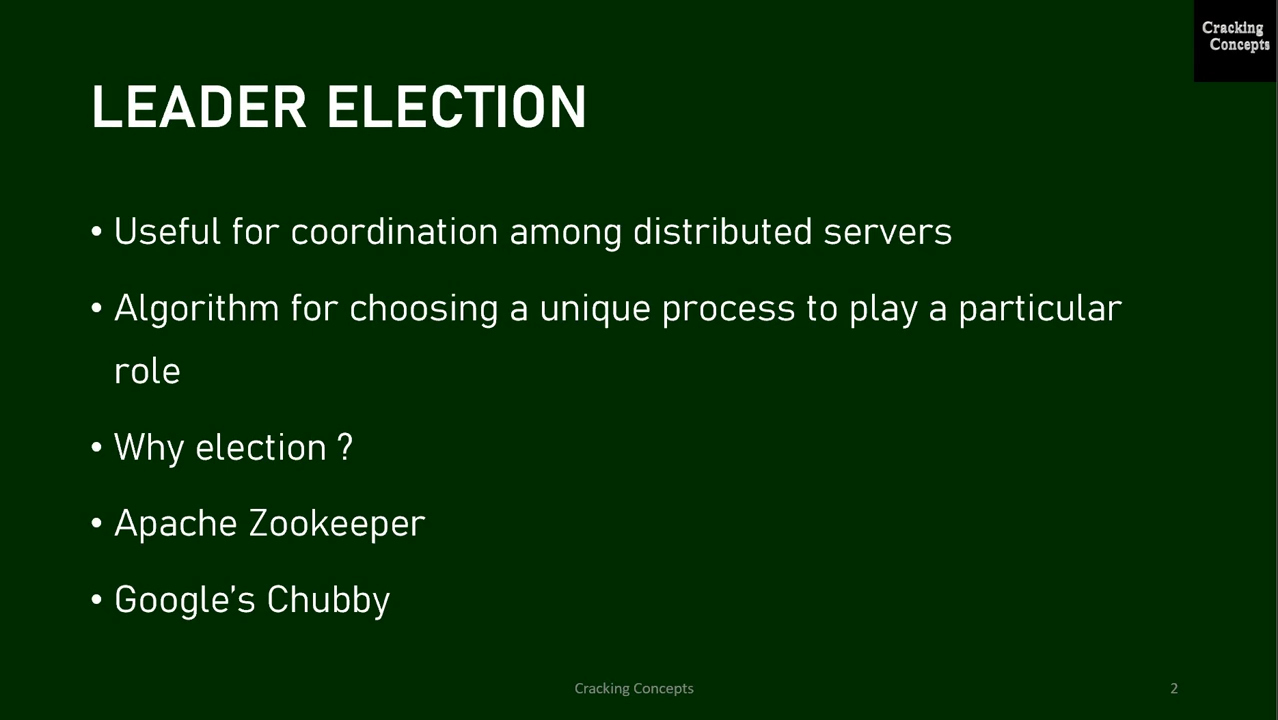 Cracking
Concepts
LEADER ELECTION
• Useful for coordination among distributed servers
• Algorithm for choosing a unique process to play a particular
role
• Why election ?
• Apache Zookeeper
• Google’s Chubby
Cracking Concepts
2